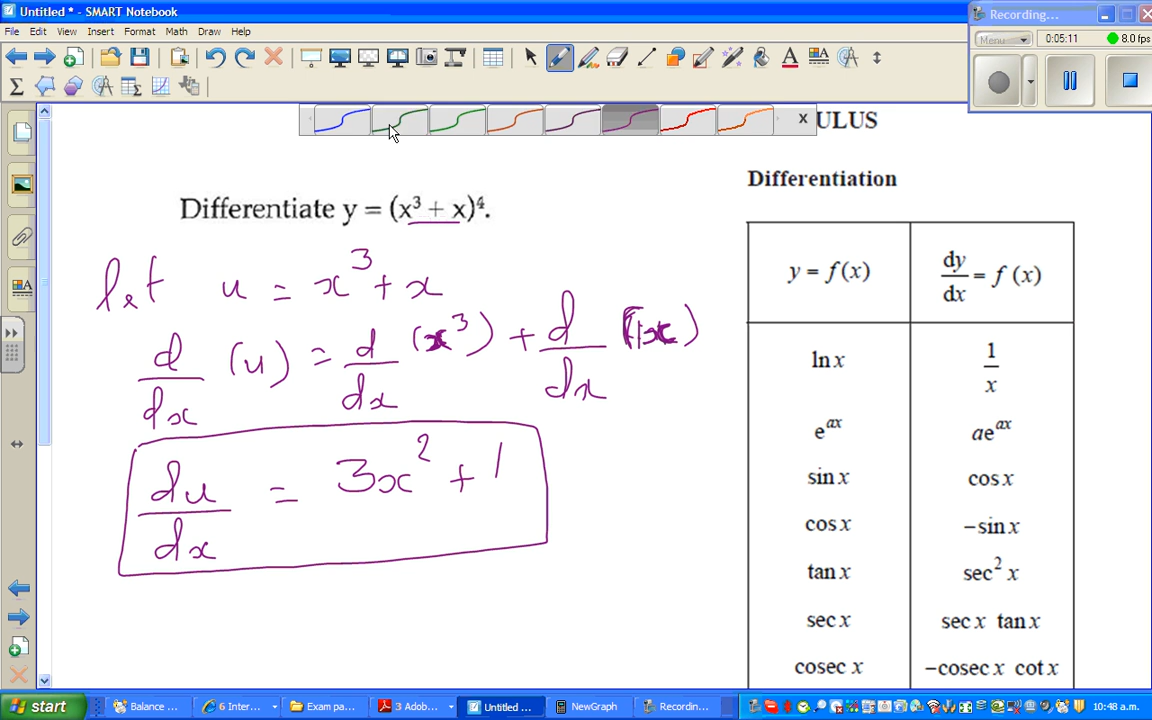 Untitled * - SMART Notebook
Recording...
File Edit View Insert Format Math Draw Help
Menu 0:05:11 8.0 fps
x
ULUS
Differentiation
Differentiate y = (x³ + x)⁴.
let u = x³ + x
d/dx (u) = d/dx (x³) + d/dx (1x)
du/dx = 3x² + 1
y = f(x) dy/dx = f (x)
ln x 1/x
e^ax ae^ax
sin x cos x
cos x −sin x
tan x sec² x
sec x sec x tan x
cosec x −cosec x cot x
start Balance ... 6 Inter... Exam pa... 3 Adob... Untitled ... NewGraph Recording... 10:48 a.m.